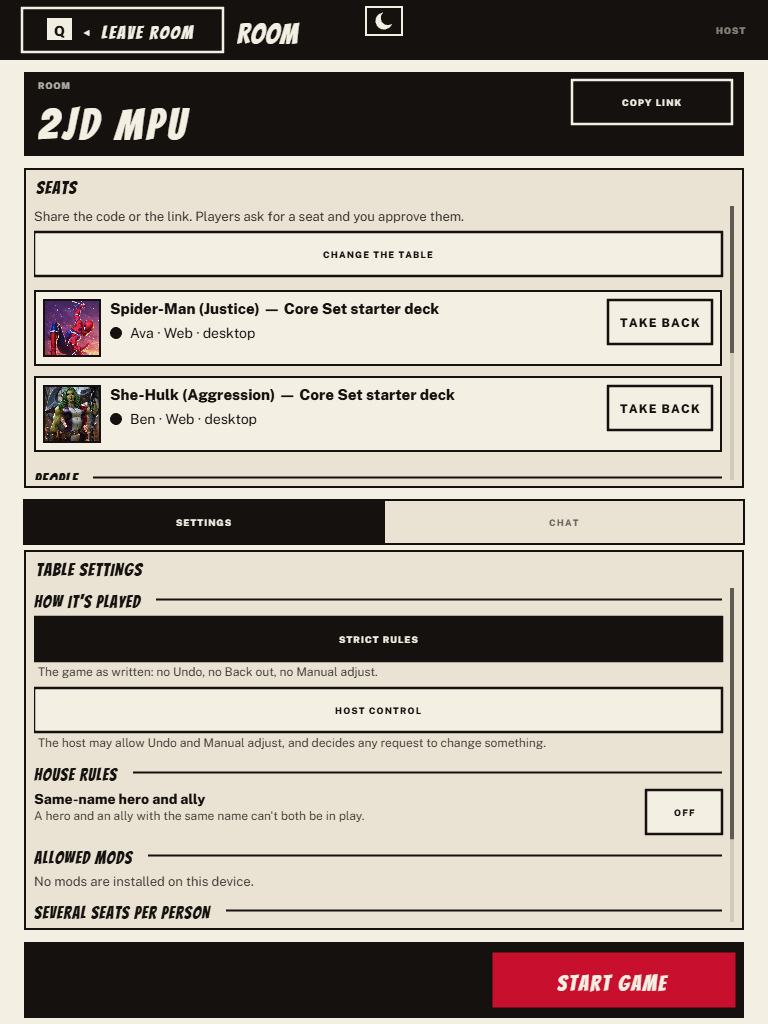 Q ◂ LEAVE ROOM
ROOM
HOST
ROOM
2JD MPU
COPY LINK
SEATS
Share the code or the link. Players ask for a seat and you approve them.
CHANGE THE TABLE
Spider-Man (Justice) — Core Set starter deck
Ava · Web · desktop
TAKE BACK
She-Hulk (Aggression) — Core Set starter deck
Ben · Web · desktop
TAKE BACK
PEOPLE
SETTINGS
CHAT
TABLE SETTINGS
HOW IT'S PLAYED
STRICT RULES
The game as written: no Undo, no Back out, no Manual adjust.
HOST CONTROL
The host may allow Undo and Manual adjust, and decides any request to change something.
HOUSE RULES
Same-name hero and ally
A hero and an ally with the same name can't both be in play.
OFF
ALLOWED MODS
No mods are installed on this device.
SEVERAL SEATS PER PERSON
START GAME